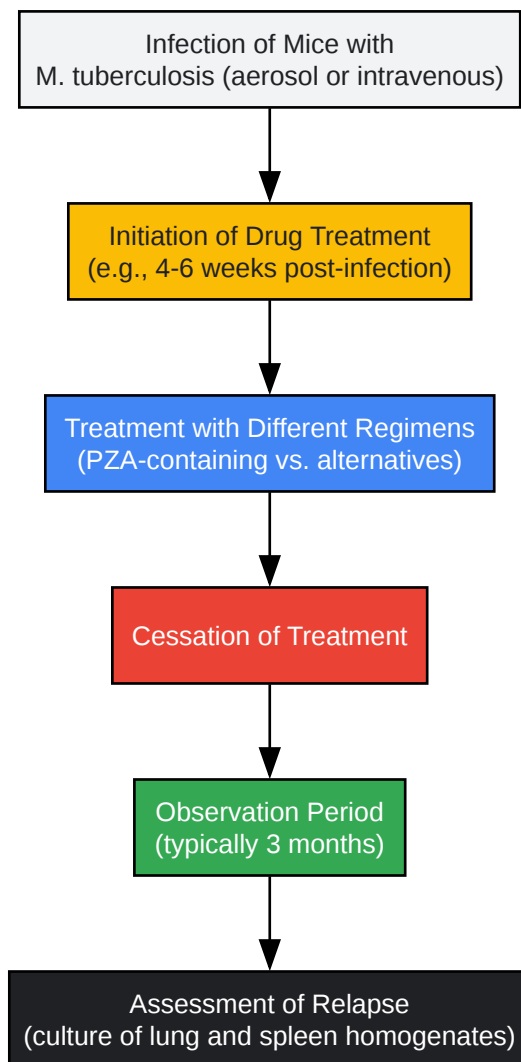 Infection of Mice with
M. tuberculosis (aerosol or intravenous)
Initiation of Drug Treatment
(e.g., 4-6 weeks post-infection)
Treatment with Different Regimens
(PZA-containing vs. alternatives)
Cessation of Treatment
Observation Period
(typically 3 months)
Assessment of Relapse
(culture of lung and spleen homogenates)